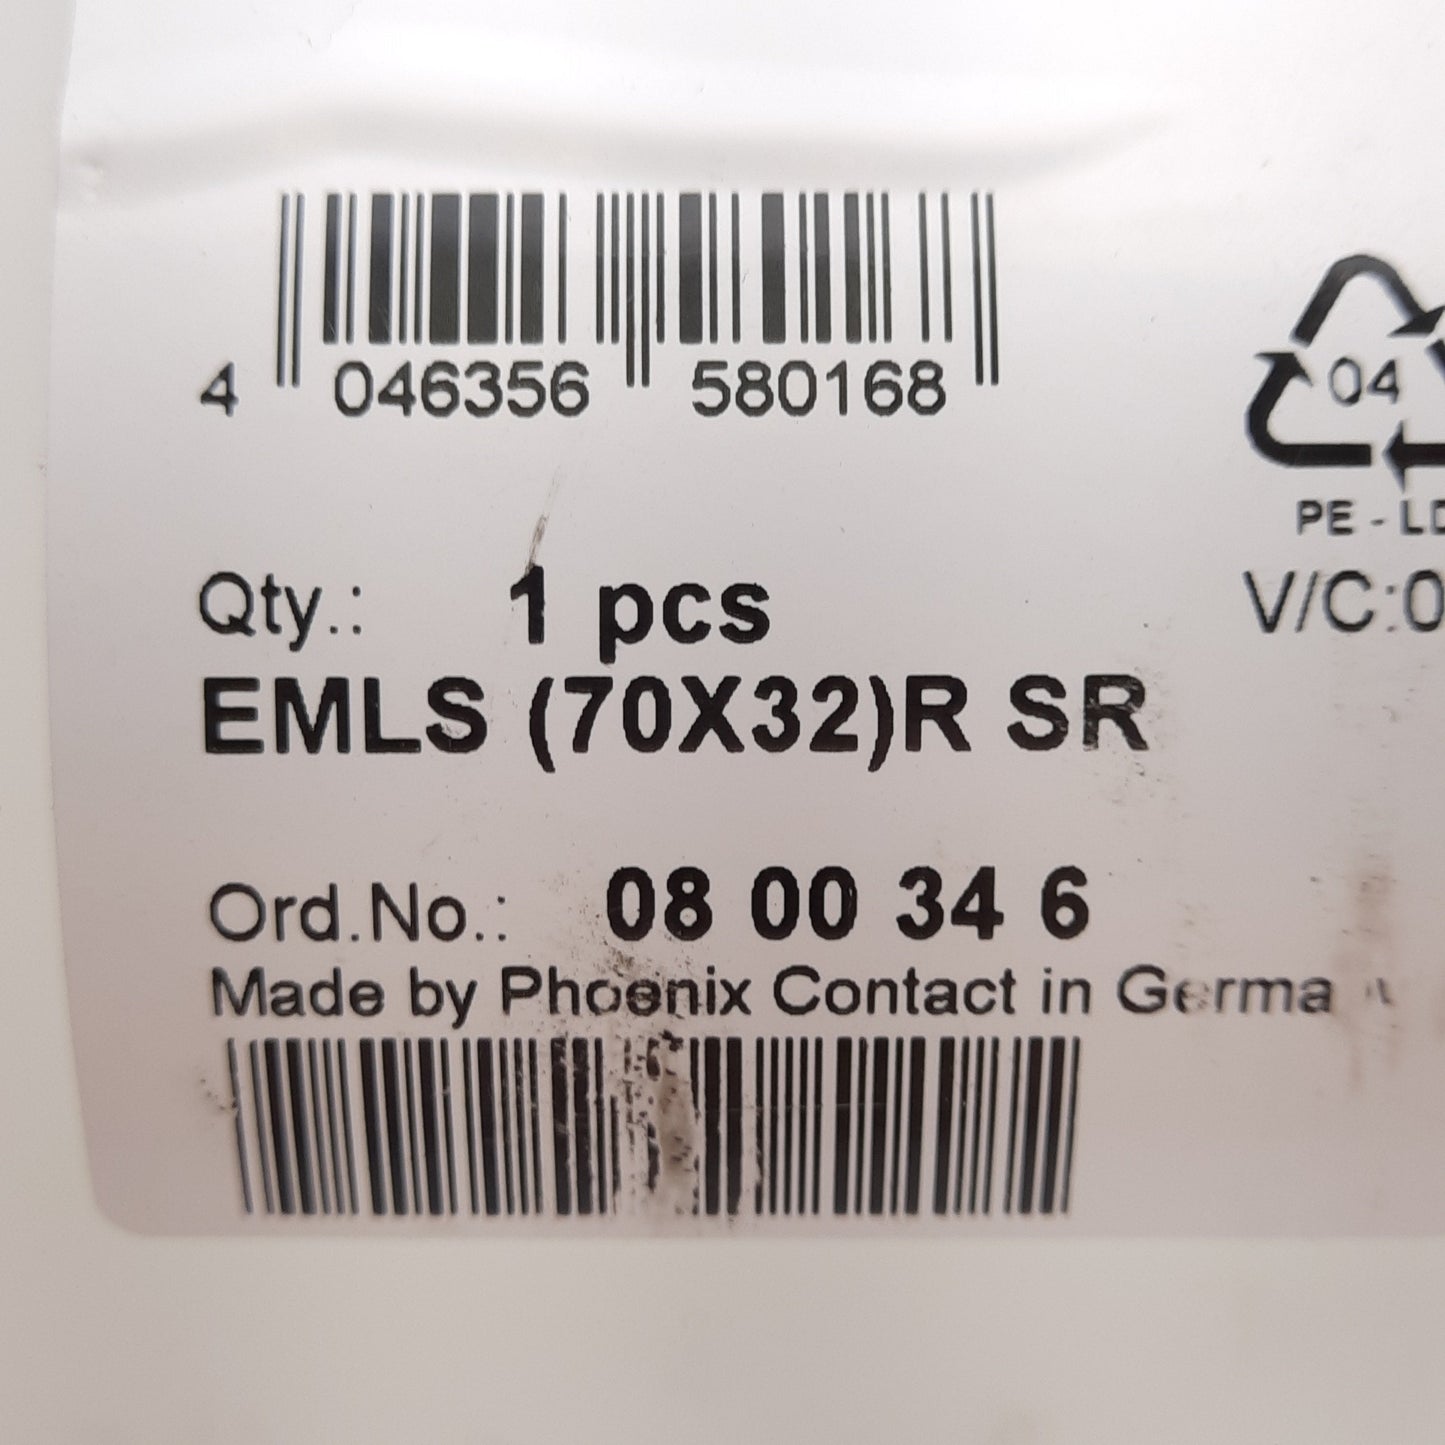 4 046356 580168
04
PE - LD
Qty.: 1 pcs
V/C:0
EMLS (70X32)R SR
Ord.No.: 08 00 34 6
Made by Phoenix Contact in Germa